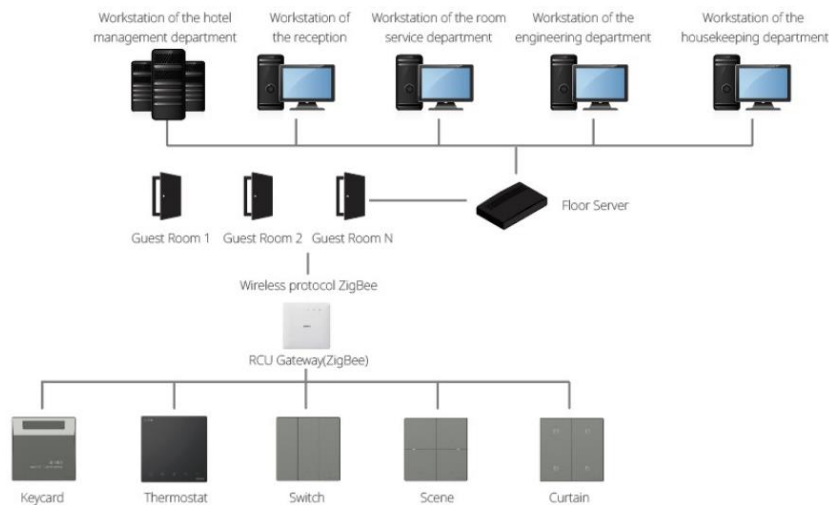 Workstation of the hotel
management department
Workstation of
the reception
Workstation of the room
service department
Workstation of the
engineering department
Workstation of the
housekeeping department
Floor Server
Guest Room 1
Guest Room 2
Guest Room N
Wireless protocol ZigBee
RCU Gateway(ZigBee)
Keycard
Thermostat
Switch
Scene
Curtain